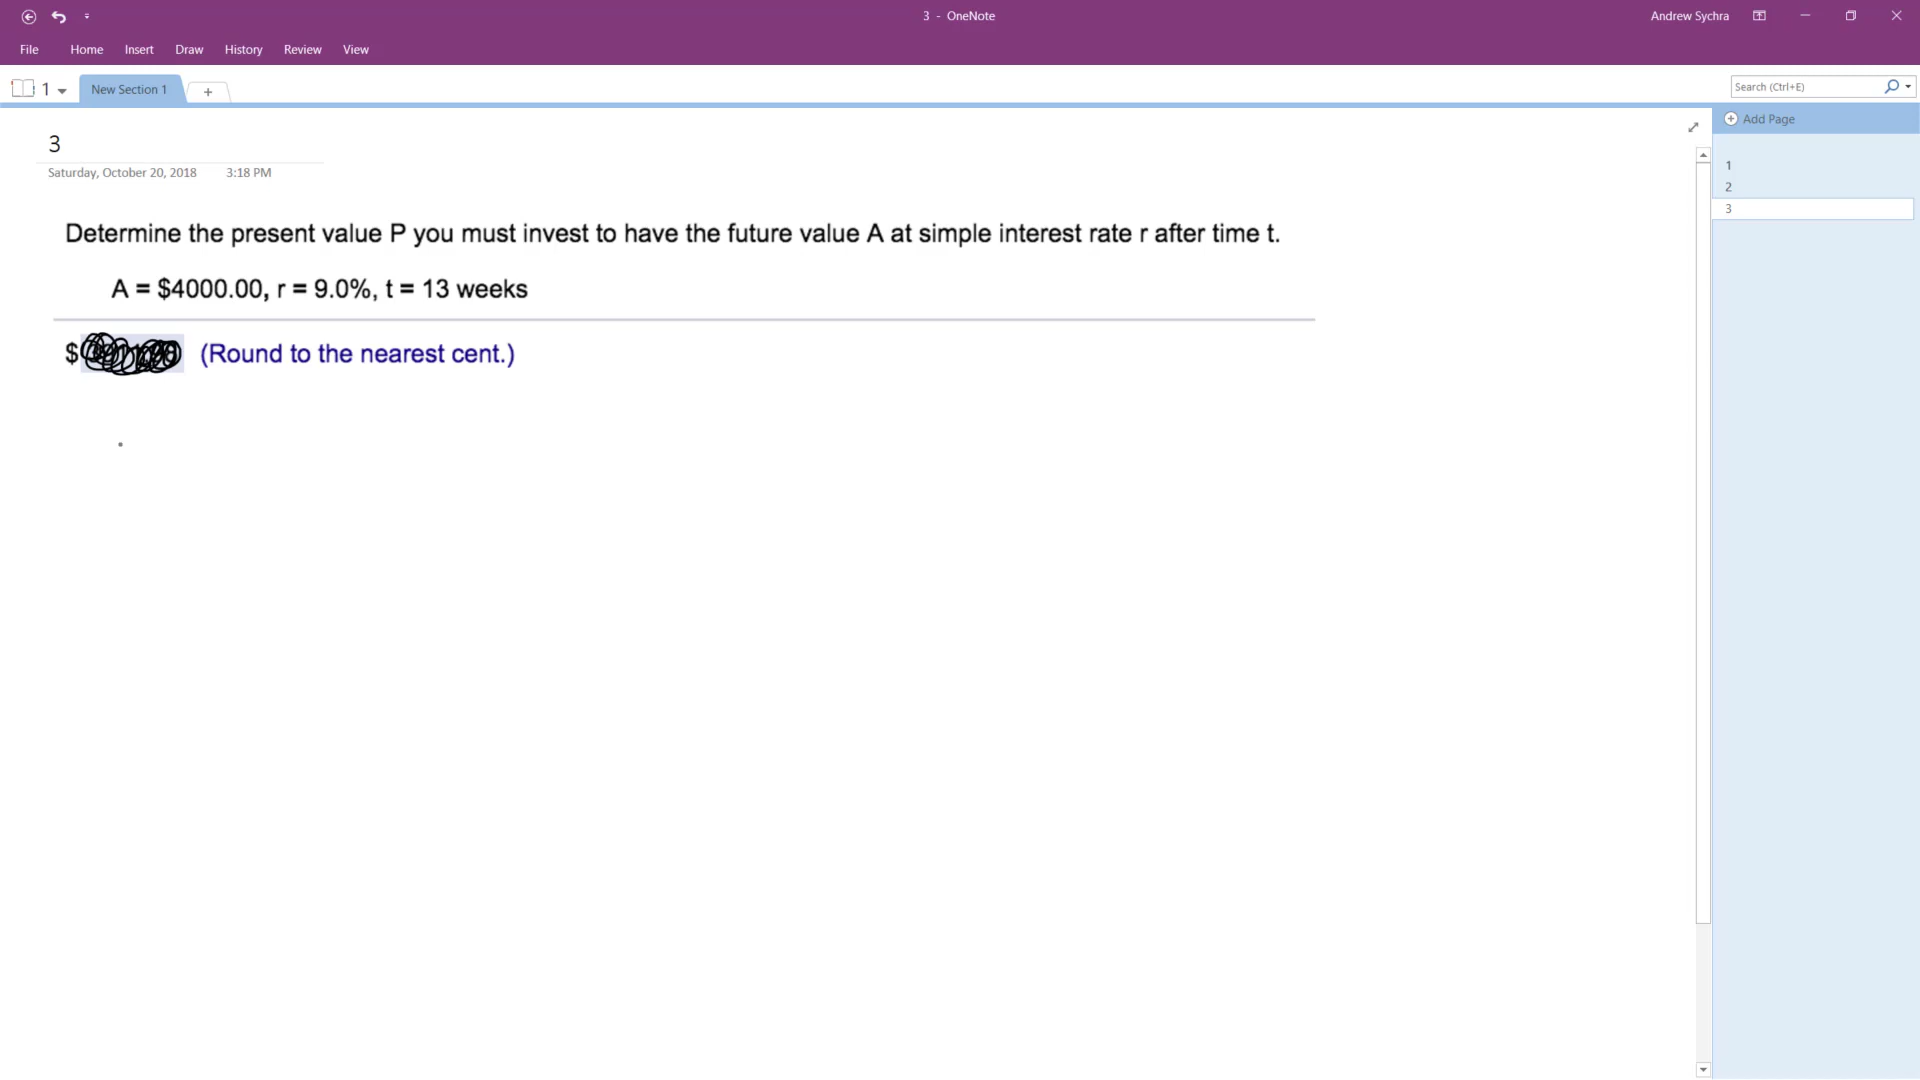 3 - OneNote
Andrew Sychra
File Home Insert Draw History Review View
1 New Section 1 +
Search (Ctrl+E)
Add Page
3
Saturday, October 20, 2018 3:18 PM
1
2
3
Determine the present value P you must invest to have the future value A at simple interest rate r after time t.
A = $4000.00, r = 9.0%, t = 13 weeks
$ (Round to the nearest cent.)